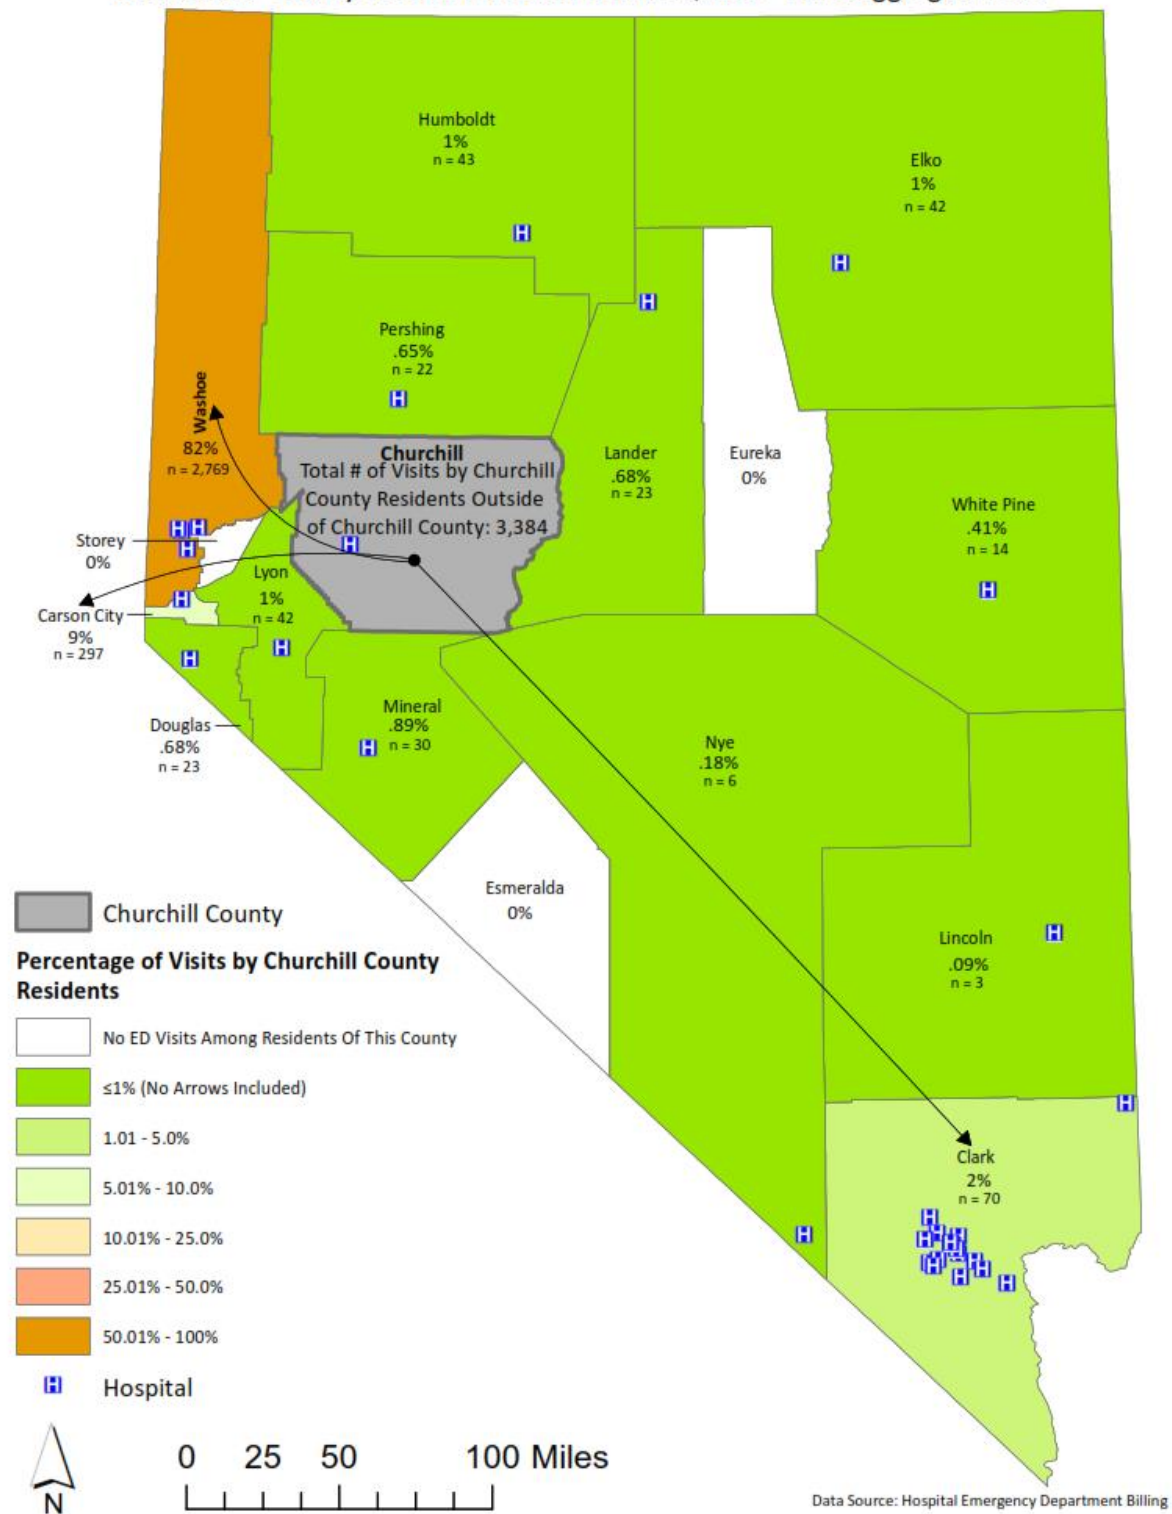 Humboldt
1%
n = 43
Elko
1%
n = 42
Pershing
.65%
n = 22
Washoe
82%
n = 2,769
Churchill
Total # of Visits by Churchill
County Residents Outside
of Churchill County: 3,384
Lander
.68%
n = 23
Eureka
0%
White Pine
.41%
n = 14
Storey
0%
Lyon
1%
n = 42
Carson City
9%
n = 297
Douglas
.68%
n = 23
Mineral
.89%
n = 30
Nye
.18%
n = 6
Esmeralda
0%
Lincoln
.09%
n = 3
Clark
2%
n = 70
Churchill County
Percentage of Visits by Churchill County
Residents
No ED Visits Among Residents Of This County
≤1% (No Arrows Included)
1.01 - 5.0%
5.01% - 10.0%
10.01% - 25.0%
25.01% - 50.0%
50.01% - 100%
H Hospital
N
0 25 50 100 Miles
Data Source: Hospital Emergency Department Billing